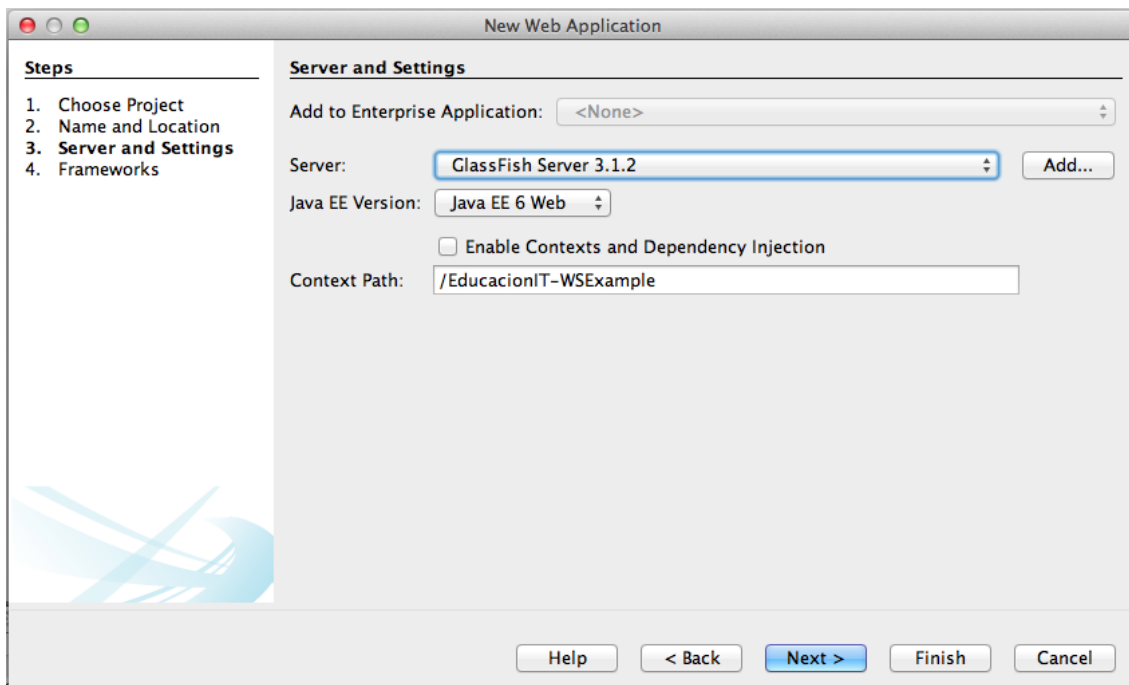 New Web Application
Steps
1. Choose Project
2. Name and Location
3. Server and Settings
4. Frameworks
Server and Settings
Add to Enterprise Application: <None>
Server: GlassFish Server 3.1.2 Add...
Java EE Version: Java EE 6 Web
Enable Contexts and Dependency Injection
Context Path: /EducacionIT-WSExample
Help < Back Next > Finish Cancel